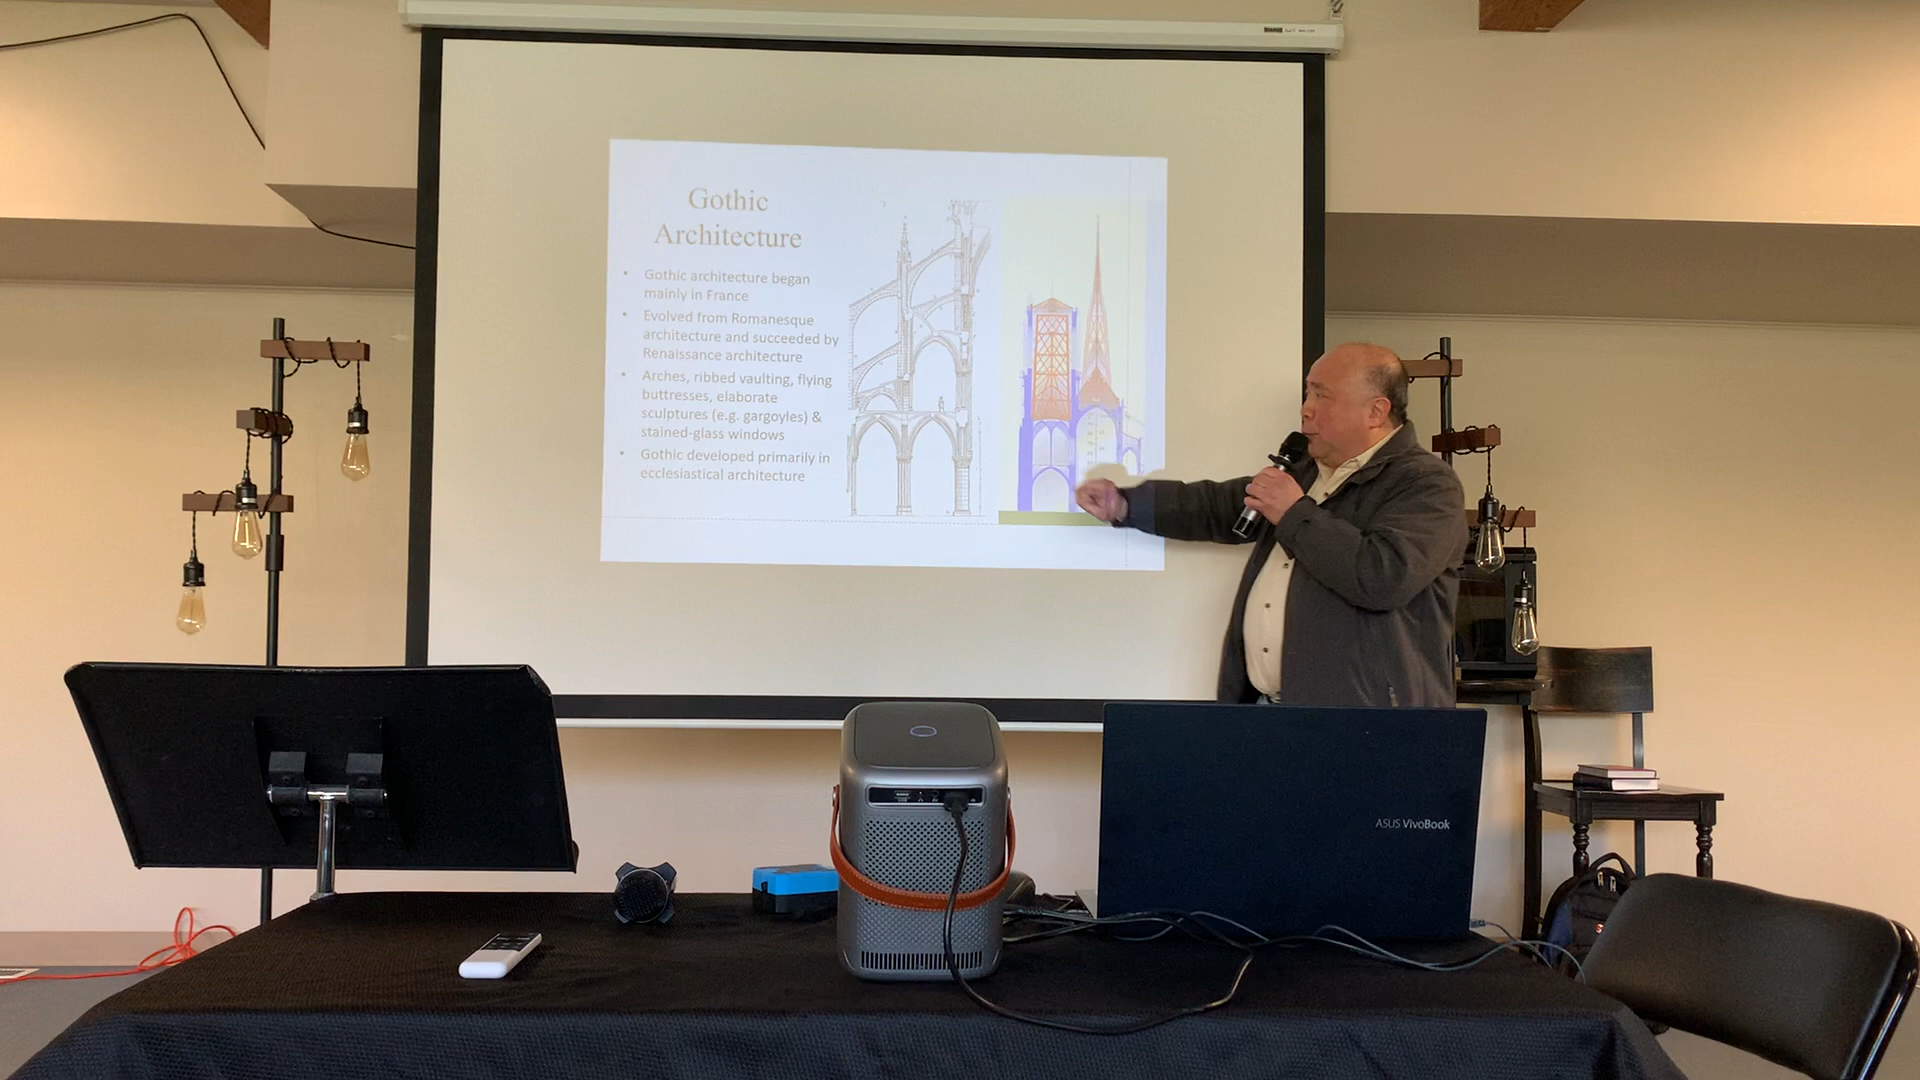 Gothic
Architecture
• Gothic architecture began
mainly in France
• Evolved from Romanesque
architecture and succeeded by
Renaissance architecture
• Arches, ribbed vaulting, flying
buttresses, elaborate
sculptures (e.g. gargoyles) &
stained-glass windows
• Gothic developed primarily in
ecclesiastical architecture
ASUS VivoBook